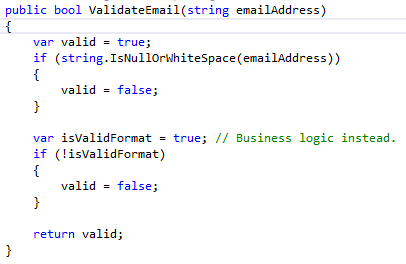 public bool ValidateEmail(string emailAddress)
{
    var valid = true;
    if (string.IsNullOrWhiteSpace(emailAddress))
    {
        valid = false;
    }

    var isValidFormat = true; // Business logic instead.
    if (!isValidFormat)
    {
        valid = false;
    }

    return valid;
}